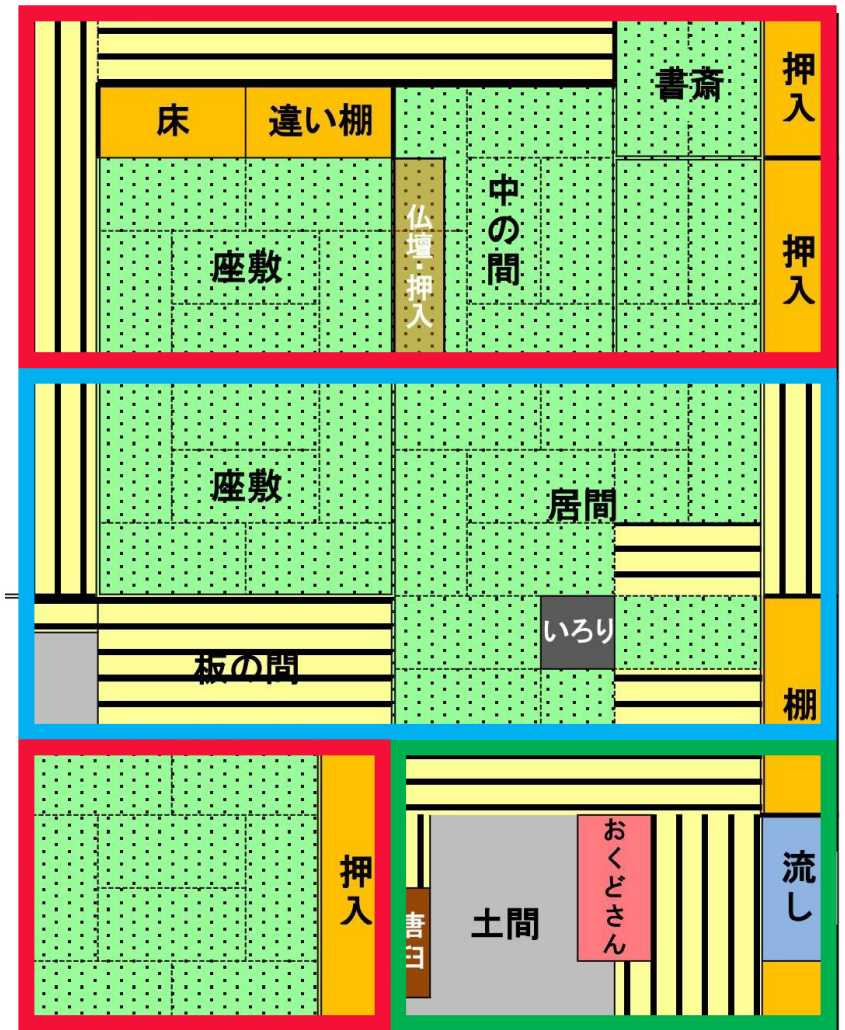 書斎
押入
床
違い棚
中の間
仏壇・押入
座敷
押入
座敷
居間
いろり
板の間
棚
押入
おくどさん
流し
唐臼
土間